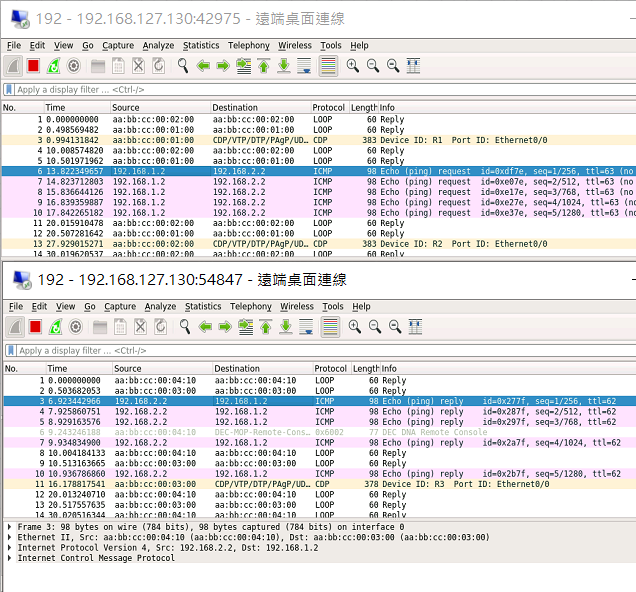 192 - 192.168.127.130:42975 - 遠端桌面連線
File Edit View Go Capture Analyze Statistics Telephony Wireless Tools Help
Apply a display filter ... <Ctrl-/>
No. Time Source Destination Protocol Length Info
1 0.000000000 aa:bb:cc:00:02:00 aa:bb:cc:00:02:00 LOOP 60 Reply
2 0.498569482 aa:bb:cc:00:01:00 aa:bb:cc:00:01:00 LOOP 60 Reply
3 0.994131842 aa:bb:cc:00:01:00 CDP/VTP/DTP/PAgP/UD… CDP 383 Device ID: R1 Port ID: Ethernet0/0
4 10.008574820 aa:bb:cc:00:02:00 aa:bb:cc:00:02:00 LOOP 60 Reply
5 10.501971962 aa:bb:cc:00:01:00 aa:bb:cc:00:01:00 LOOP 60 Reply
6 13.822349657 192.168.1.2 192.168.2.2 ICMP 98 Echo (ping) request id=0xdf7e, seq=1/256, ttl=63 (no
7 14.823712803 192.168.1.2 192.168.2.2 ICMP 98 Echo (ping) request id=0xe07e, seq=2/512, ttl=63 (no
8 15.836644126 192.168.1.2 192.168.2.2 ICMP 98 Echo (ping) request id=0xe17e, seq=3/768, ttl=63 (no
9 16.839359887 192.168.1.2 192.168.2.2 ICMP 98 Echo (ping) request id=0xe27e, seq=4/1024, ttl=63 (n
10 17.842265182 192.168.1.2 192.168.2.2 ICMP 98 Echo (ping) request id=0xe37e, seq=5/1280, ttl=63 (n
11 20.015910478 aa:bb:cc:00:02:00 aa:bb:cc:00:02:00 LOOP 60 Reply
12 20.507281642 aa:bb:cc:00:01:00 aa:bb:cc:00:01:00 LOOP 60 Reply
13 27.929015271 aa:bb:cc:00:02:00 CDP/VTP/DTP/PAgP/UD… CDP 383 Device ID: R2 Port ID: Ethernet0/0
14 30.019620537 aa:bb:cc:00:02:00 aa:bb:cc:00:02:00 LOOP 60 Reply
192 - 192.168.127.130:54847 - 遠端桌面連線
File Edit View Go Capture Analyze Statistics Telephony Wireless Tools Help
Apply a display filter ... <Ctrl-/>
No. Time Source Destination Protocol Length Info
1 0.000000000 aa:bb:cc:00:04:10 aa:bb:cc:00:04:10 LOOP 60 Reply
2 0.503682053 aa:bb:cc:00:03:00 aa:bb:cc:00:03:00 LOOP 60 Reply
3 6.923442966 192.168.2.2 192.168.1.2 ICMP 98 Echo (ping) reply id=0x277f, seq=1/256, ttl=62
4 7.925860751 192.168.2.2 192.168.1.2 ICMP 98 Echo (ping) reply id=0x287f, seq=2/512, ttl=62
5 8.929163576 192.168.2.2 192.168.1.2 ICMP 98 Echo (ping) reply id=0x297f, seq=3/768, ttl=62
6 9.243246188 aa:bb:cc:00:04:10 DEC-MOP-Remote-Cons… 0x6002 77 DEC DNA Remote Console
7 9.934834900 192.168.2.2 192.168.1.2 ICMP 98 Echo (ping) reply id=0x2a7f, seq=4/1024, ttl=62
8 10.004184133 aa:bb:cc:00:04:10 aa:bb:cc:00:04:10 LOOP 60 Reply
9 10.513163665 aa:bb:cc:00:03:00 aa:bb:cc:00:03:00 LOOP 60 Reply
10 10.936786860 192.168.2.2 192.168.1.2 ICMP 98 Echo (ping) reply id=0x2b7f, seq=5/1280, ttl=62
11 16.178817541 aa:bb:cc:00:03:00 CDP/VTP/DTP/PAgP/UD… CDP 378 Device ID: R3 Port ID: Ethernet0/0
12 20.013240710 aa:bb:cc:00:04:10 aa:bb:cc:00:04:10 LOOP 60 Reply
13 20.517557635 aa:bb:cc:00:03:00 aa:bb:cc:00:03:00 LOOP 60 Reply
14 30.020516344 aa:bb:cc:00:04:10 aa:bb:cc:00:04:10 LOOP 60 Reply
Frame 3: 98 bytes on wire (784 bits), 98 bytes captured (784 bits) on interface 0
Ethernet II, Src: aa:bb:cc:00:04:10 (aa:bb:cc:00:04:10), Dst: aa:bb:cc:00:03:00 (aa:bb:cc:00:03:00)
Internet Protocol Version 4, Src: 192.168.2.2, Dst: 192.168.1.2
Internet Control Message Protocol